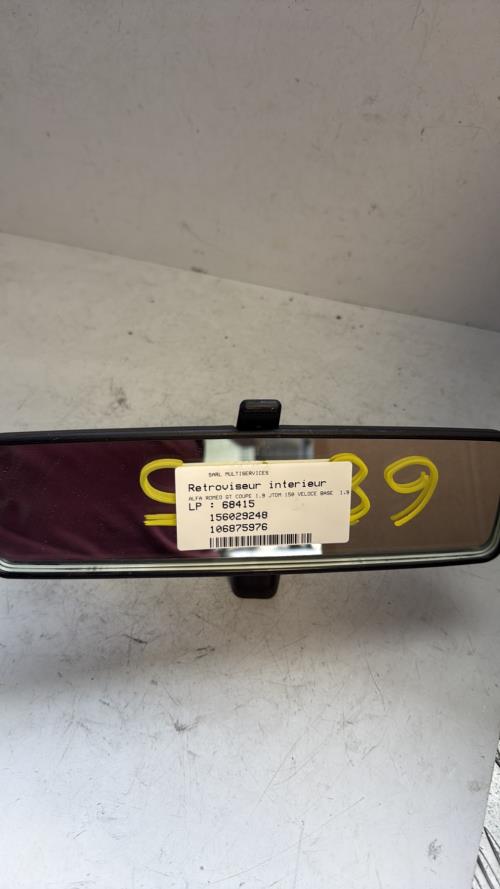 SARL MULTISERVICES
Retroviseur interieur
ALFA ROMEO GT COUPE 1.9 JTDM 150 VELOCE BASE 1.9
LP : 68415
156029248
106875976
39